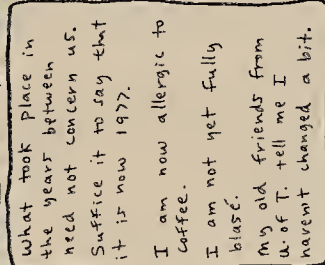 what took place in
the years between
need not concern us.
Suffice it to say that
it is now 1977.
I am now allergic to
coffee.
I am not yet fully
blasé.
my old friends from
U. of T. tell me I
haven't changed a bit.